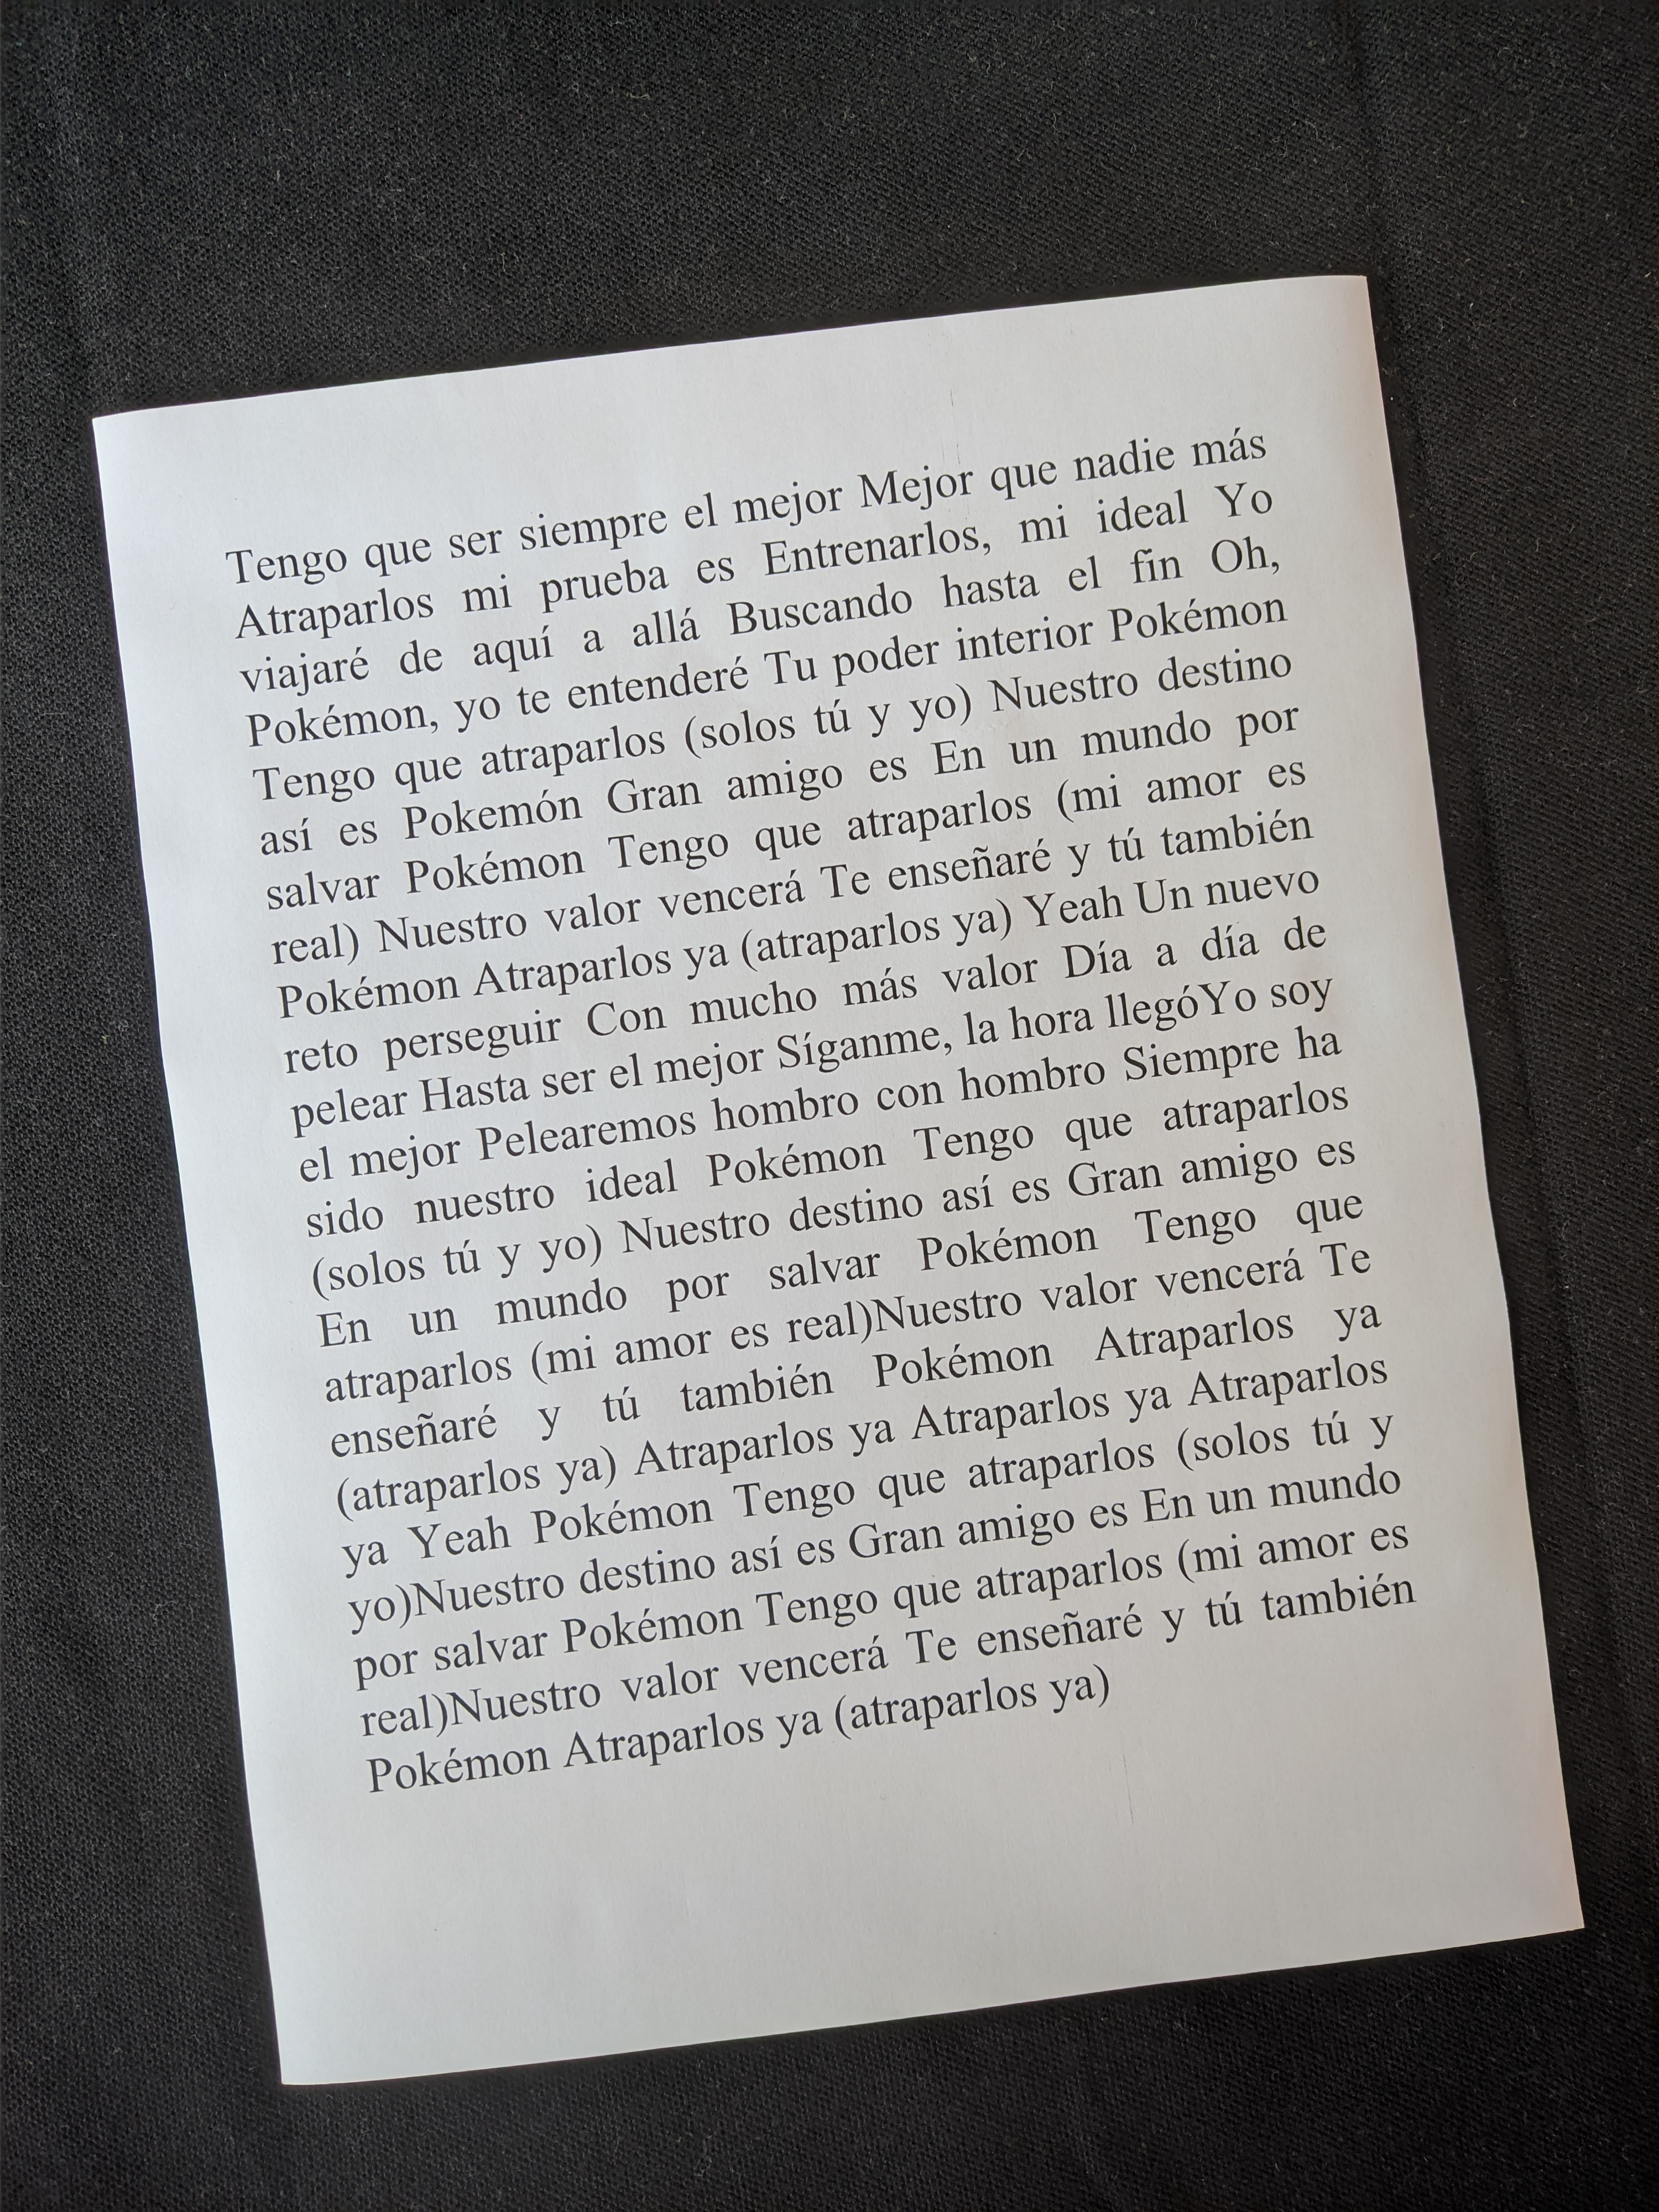 Tengo que ser siempre el mejor Mejor que nadie más
Atraparlos mi prueba es Entrenarlos, mi ideal Yo
viajaré de aquí a allá Buscando hasta el fin Oh,
Pokémon, yo te entenderé Tu poder interior Pokémon
Tengo que atraparlos (solos tú y yo) Nuestro destino
así es Pokemón Gran amigo es En un mundo por
salvar Pokémon Tengo que atraparlos (mi amor es
real) Nuestro valor vencerá Te enseñaré y tú también
Pokémon Atraparlos ya (atraparlos ya) Yeah Un nuevo
reto perseguir Con mucho más valor Día a día de
pelear Hasta ser el mejor Síganme, la hora llegóYo soy
el mejor Pelearemos hombro con hombro Siempre ha
sido nuestro ideal Pokémon Tengo que atraparlos
(solos tú y yo) Nuestro destino así es Gran amigo es
En un mundo por salvar Pokémon Tengo que
atraparlos (mi amor es real)Nuestro valor vencerá Te
enseñaré y tú también Pokémon Atraparlos ya
(atraparlos ya) Atraparlos ya Atraparlos ya Atraparlos
ya Yeah Pokémon Tengo que atraparlos (solos tú y
yo)Nuestro destino así es Gran amigo es En un mundo
por salvar Pokémon Tengo que atraparlos (mi amor es
real)Nuestro valor vencerá Te enseñaré y tú también
Pokémon Atraparlos ya (atraparlos ya)